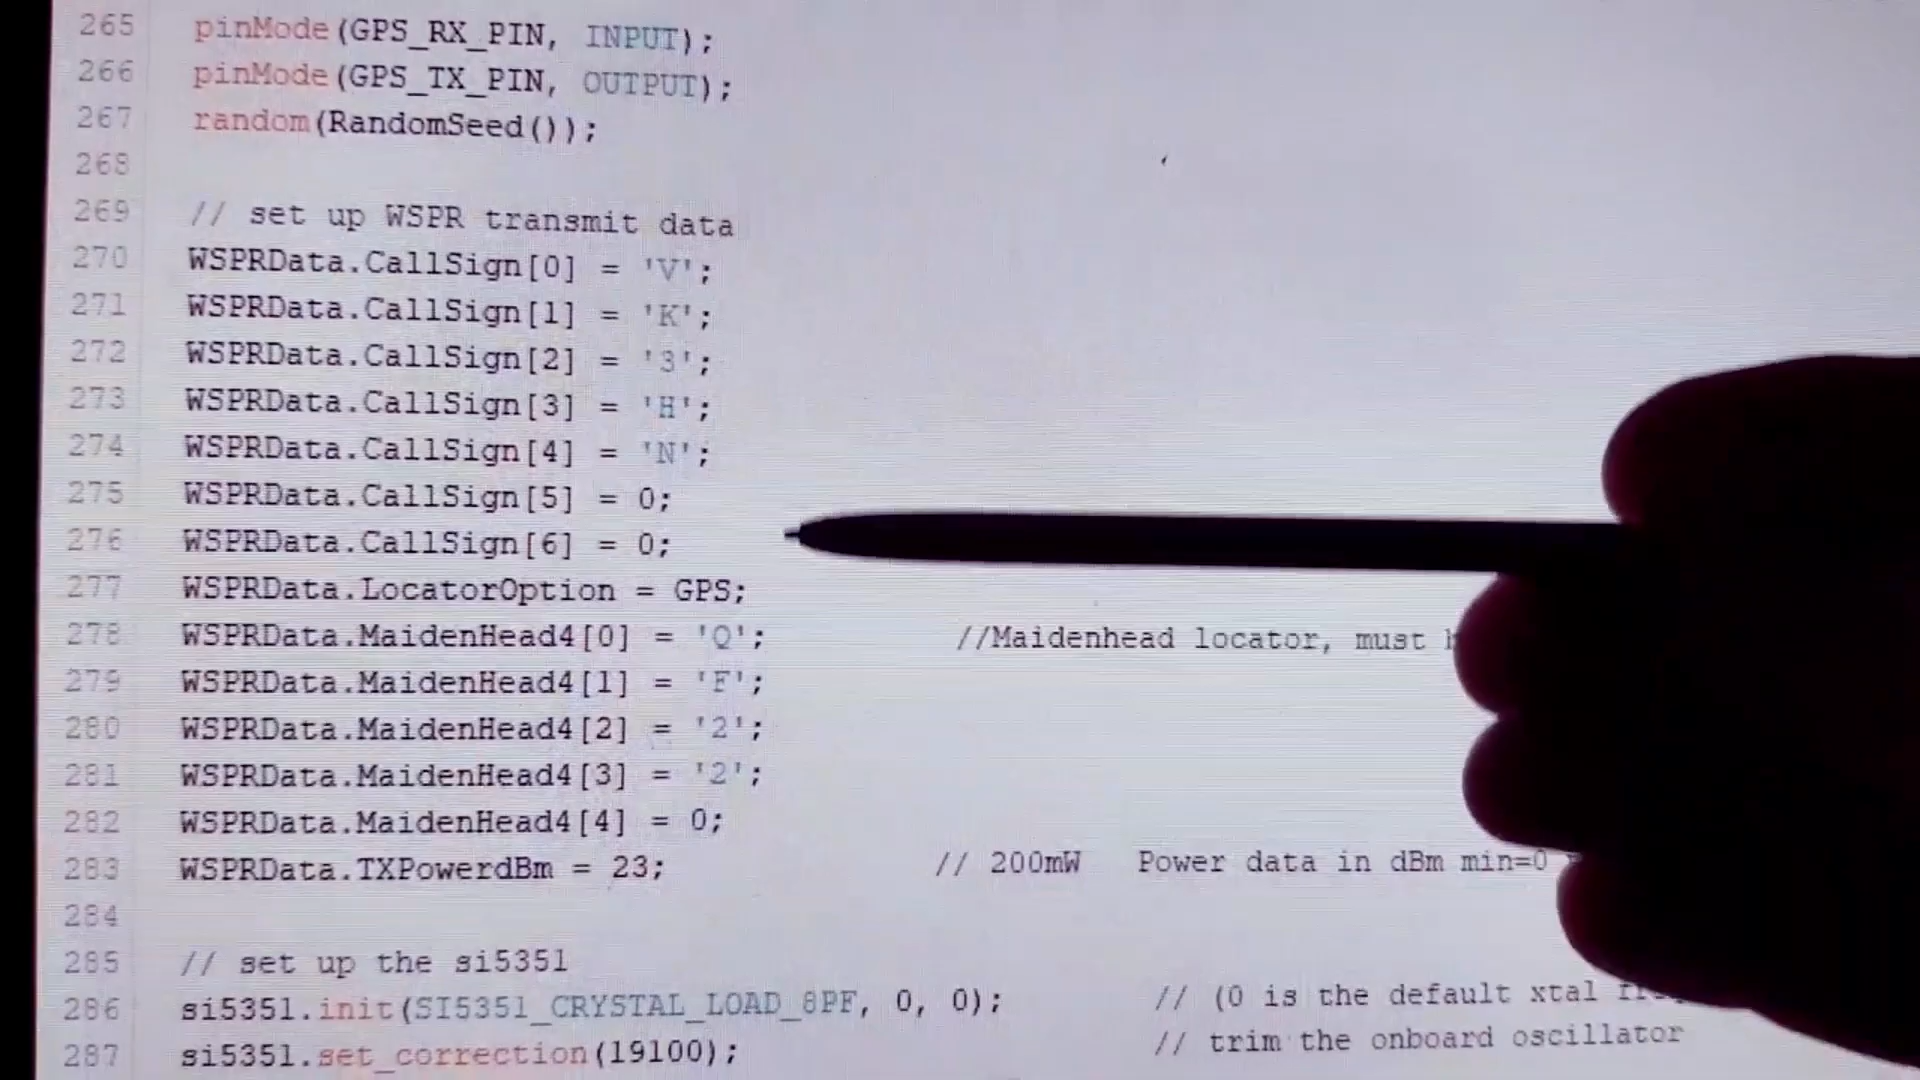 265 pinMode(GPS_RX_PIN, INPUT);
266 pinMode(GPS_TX_PIN, OUTPUT);
267 random(RandomSeed());
268
269 // set up WSPR transmit data
270 WSPRData.CallSign[0] = 'V';
271 WSPRData.CallSign[1] = 'K';
272 WSPRData.CallSign[2] = '3';
273 WSPRData.CallSign[3] = 'H';
274 WSPRData.CallSign[4] = 'N';
275 WSPRData.CallSign[5] = 0;
276 WSPRData.CallSign[6] = 0;
277 WSPRData.LocatorOption = GPS;
278 WSPRData.MaidenHead4[0] = 'Q'; //Maidenhead locator, must
279 WSPRData.MaidenHead4[1] = 'F';
280 WSPRData.MaidenHead4[2] = '2';
281 WSPRData.MaidenHead4[3] = '2';
282 WSPRData.MaidenHead4[4] = 0;
283 WSPRData.TXPowerdBm = 23; // 200mW Power data in dBm min=0
284
285 // set up the si5351
286 si5351.init(SI5351_CRYSTAL_LOAD_8PF, 0, 0); // (0 is the default xtal
287 si5351.set_correction(19100); // trim the onboard oscillator